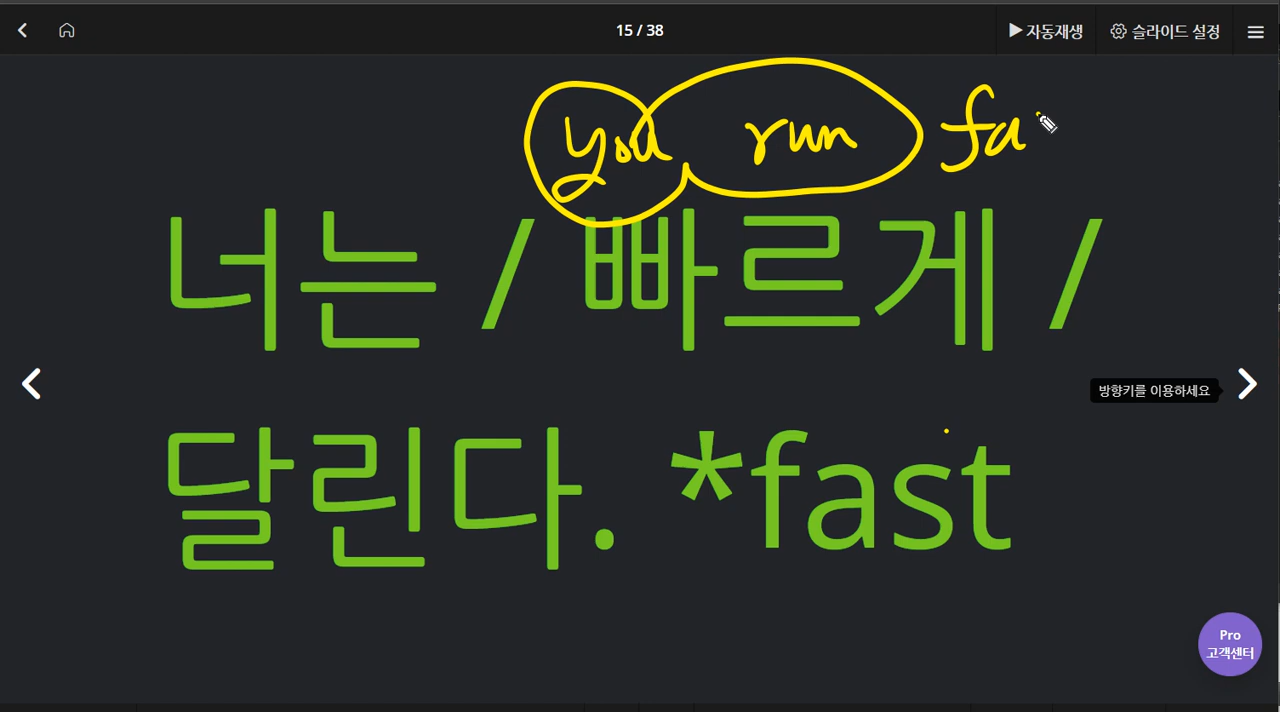 15 / 38
자동재생
슬라이드 설정
you run fa
너는 / 빠르게 /
방향키를 이용하세요
달린다. *fast
Pro
고객센터